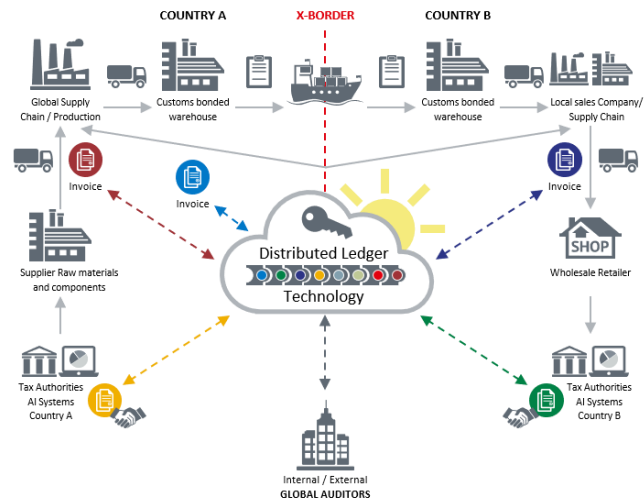 COUNTRY A
X-BORDER
COUNTRY B
Global Supply
Chain / Production
Customs bonded
warehouse
Customs bonded
warehouse
Local sales Company/
Supply Chain
Invoice
Invoice
Invoice
Distributed Ledger
Technology
Supplier Raw materials
and components
SHOP
Wholesale Retailer
Tax Authorities
AI Systems
Country A
Tax Authorities
AI Systems
Country B
Internal / External
GLOBAL AUDITORS